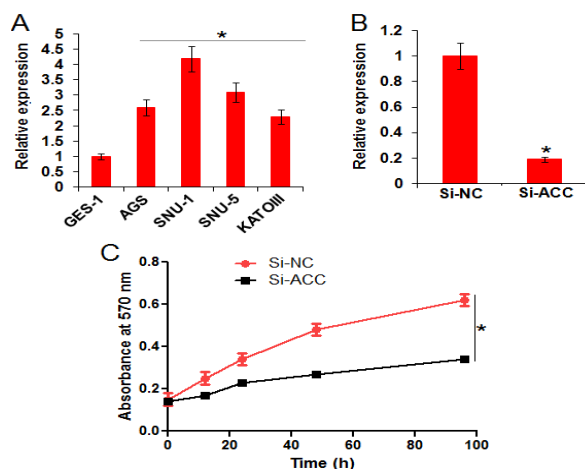 A
B
*
Relative expression
5
4.5
4
3.5
3
2.5
2
1.5
1
0.5
0
GES-1
AGS
SNU-1
SNU-5
KATOIII
Relative expression
1.2
1
0.8
0.6
0.4
0.2
0
*
Si-NC
Si-ACC
C
Si-NC
Si-ACC
Absorbance at 570 nm
0.8
0.6
0.4
0.2
0.0
*
0
20
40
60
80
100
Time (h)